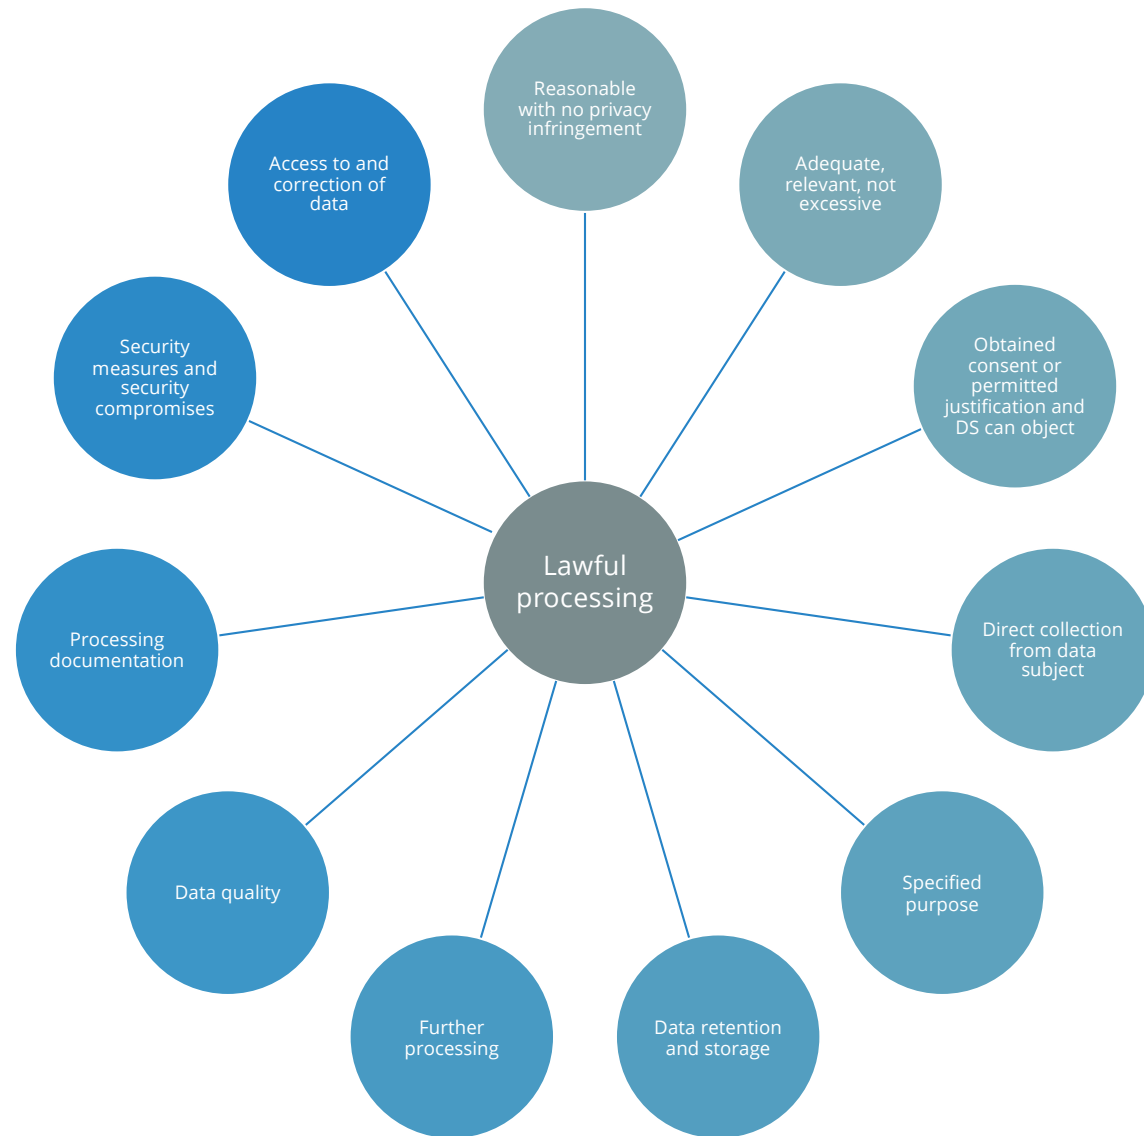 Reasonable
with no privacy
infringement
Adequate,
relevant, not
excessive
Obtained
consent or
permitted
justification and
DS can object
Direct collection
from data
subject
Specified
purpose
Data retention
and storage
Further
processing
Data quality
Processing
documentation
Security
measures and
security
compromises
Access to and
correction of
data
Lawful
processing